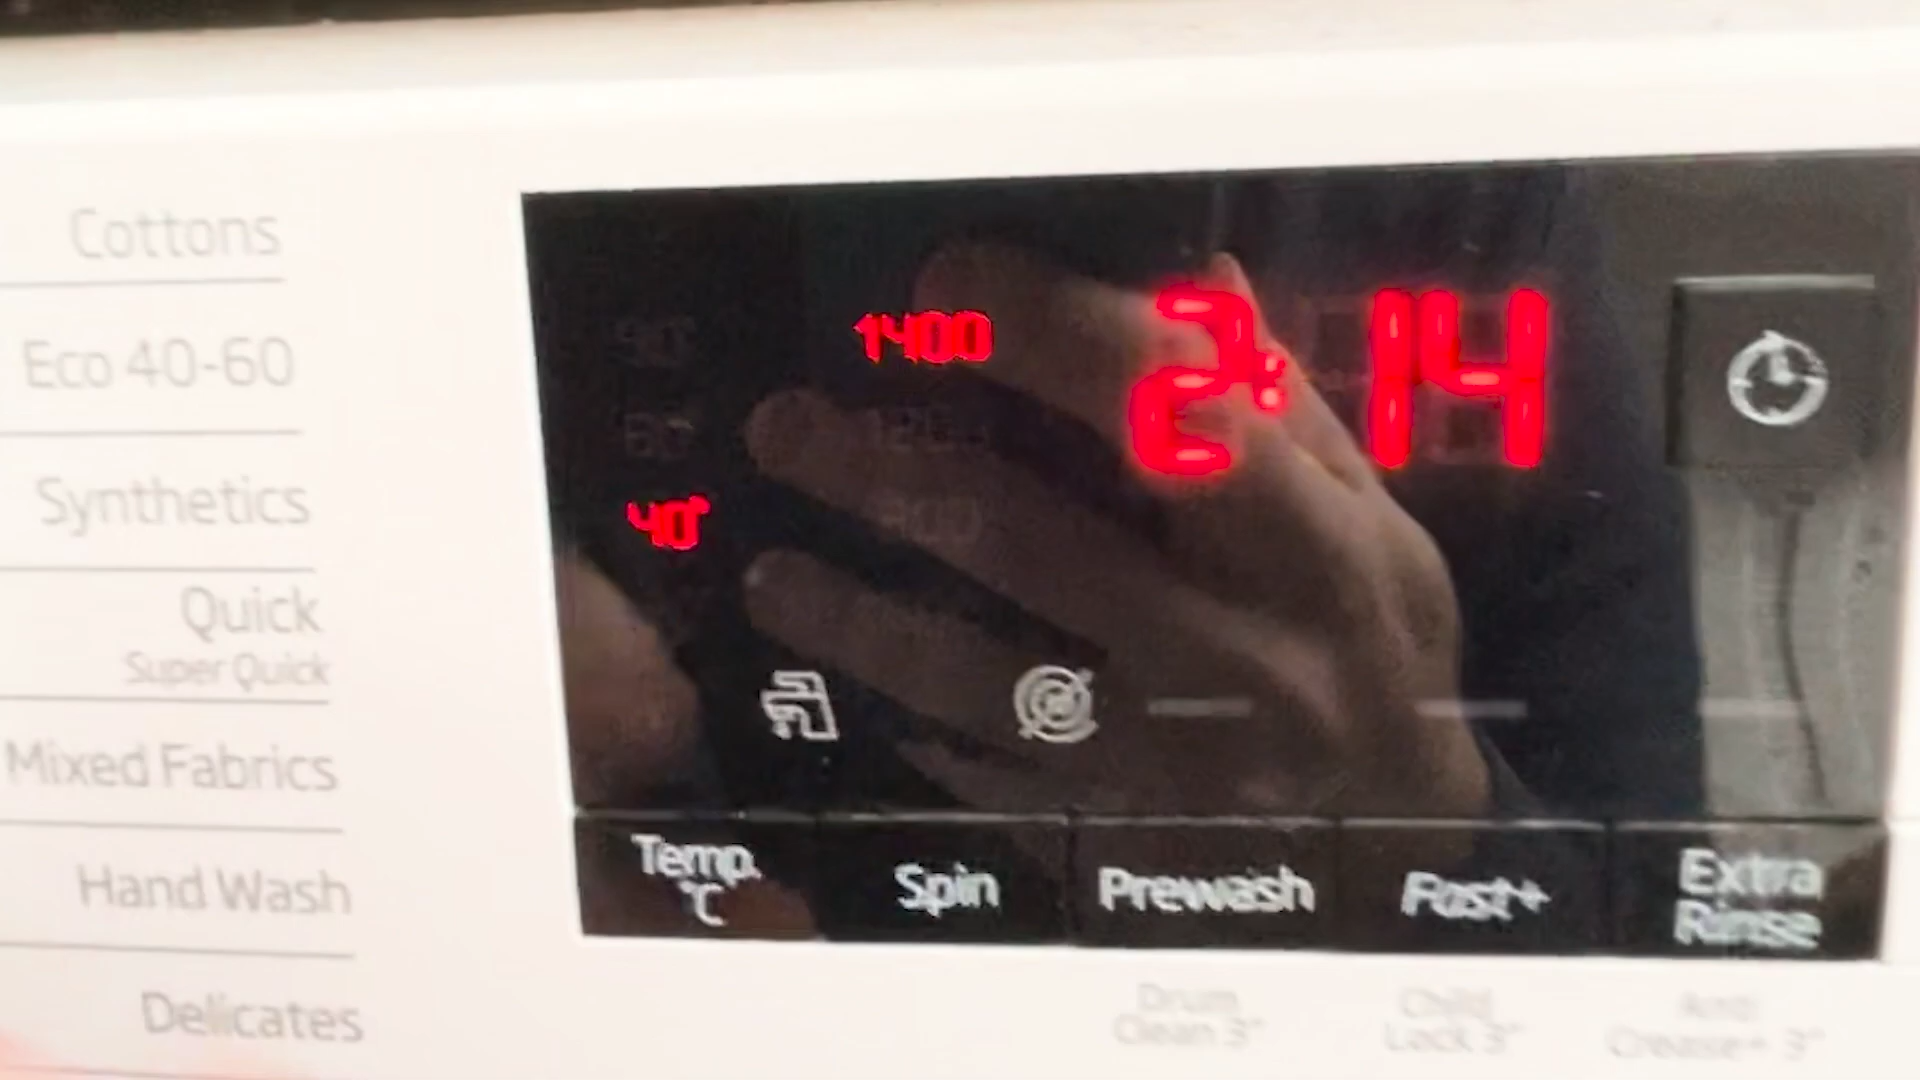 Cottons
Eco 40-60
Synthetics
Quick
Super Quick
Mixed Fabrics
Hand Wash
Delicates
1400
2:14
40°
Temp.
°C
Spin
Prewash
Fast+
Extra
Rinse
Drum
Clean 3"
Child
Lock 3"
Anti
Crease+ 3"